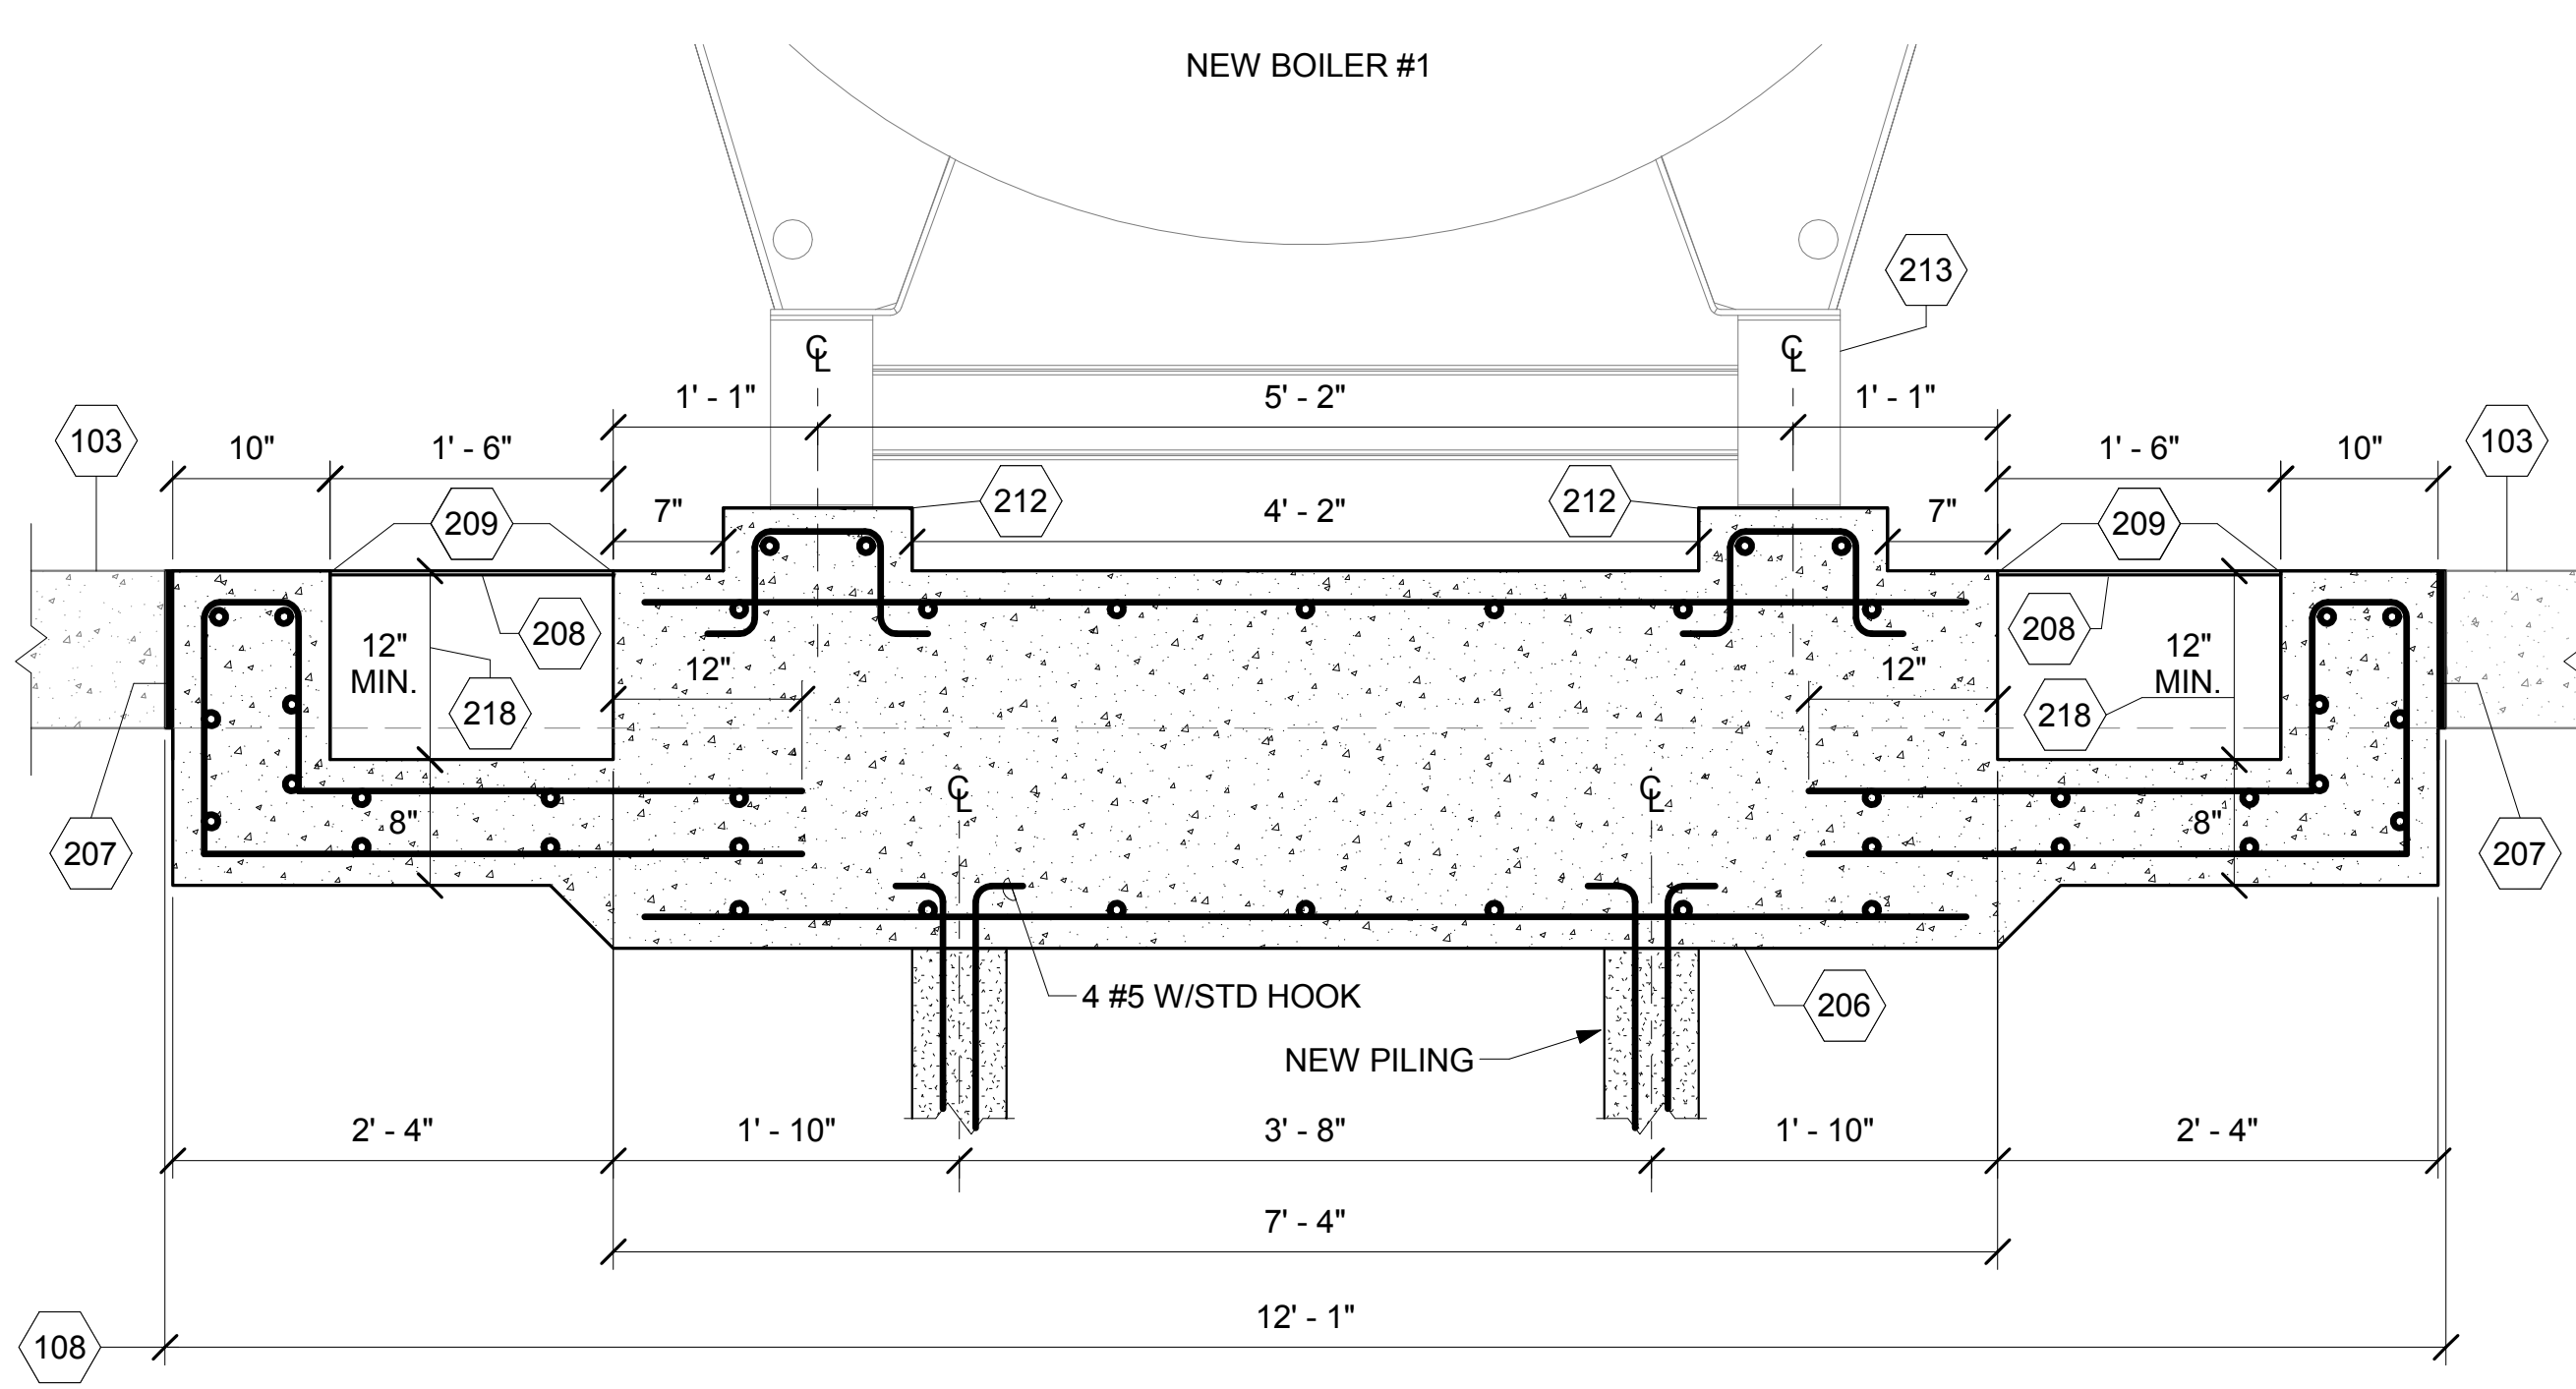 NEW BOILER #1
213
℄
℄
1' - 1"
5' - 2"
1' - 1"
103
10"
1' - 6"
1' - 6"
10"
103
209
7"
212
4' - 2"
212
7"
209
208
208
12"
MIN.
12"
12"
12"
MIN.
218
218
℄
℄
8"
8"
207
207
4 #5 W/STD HOOK
206
NEW PILING
2' - 4"
1' - 10"
3' - 8"
1' - 10"
2' - 4"
7' - 4"
12' - 1"
108